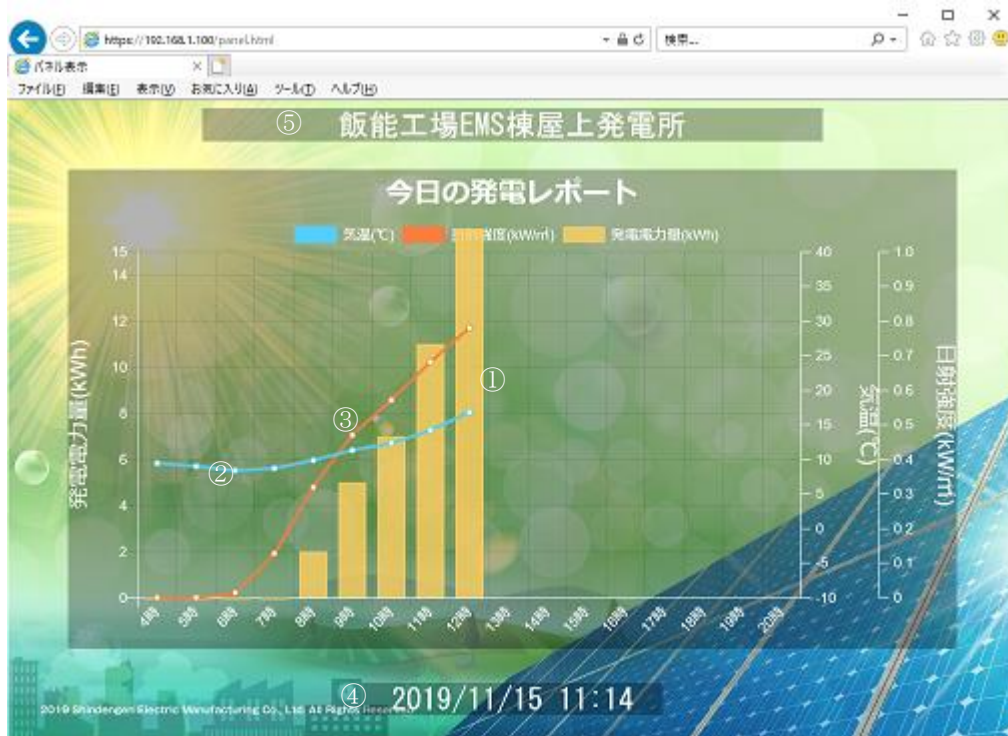 https://192.168.1.100/panel.html
検索...
パネル表示
ファイル(F) 編集(E) 表示(V) お気に入り(A) ツール(T) ヘルプ(H)
⑤ 飯能工場EMS棟屋上発電所
今日の発電レポート
気温(℃) 強度(kW/㎡) 発電電力量(kWh)
発電電力量(kWh)
15
14
12
10
8
6
4
2
0
40
35
30
25
20
15
10
5
0
-5
-10
気温(℃)
1.0
0.9
0.8
0.7
0.6
0.5
0.4
0.3
0.2
0.1
0
日射強度(kW/㎡)
①
③
②
4時 5時 6時 7時 8時 9時 10時 11時 12時 13時 14時 15時 16時 17時 18時 19時 20時
④ 2019/11/15 11:14
2019 Shindengen Electric Manufacturing Co., Ltd. All Rights